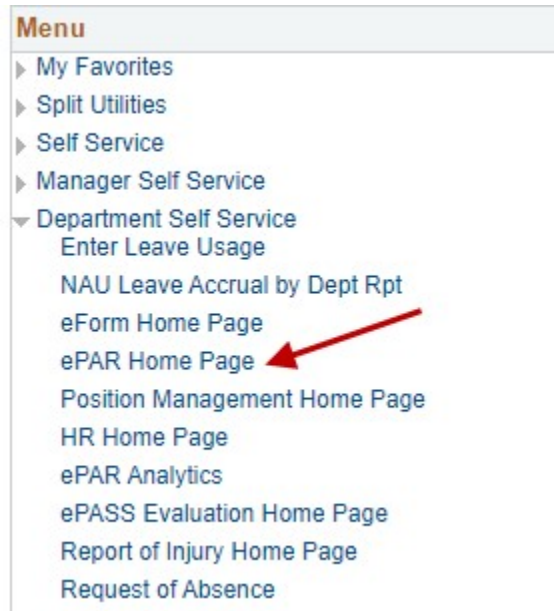 Menu
My Favorites
Split Utilities
Self Service
Manager Self Service
Department Self Service
Enter Leave Usage
NAU Leave Accrual by Dept Rpt
eForm Home Page
ePAR Home Page
Position Management Home Page
HR Home Page
ePAR Analytics
ePASS Evaluation Home Page
Report of Injury Home Page
Request of Absence